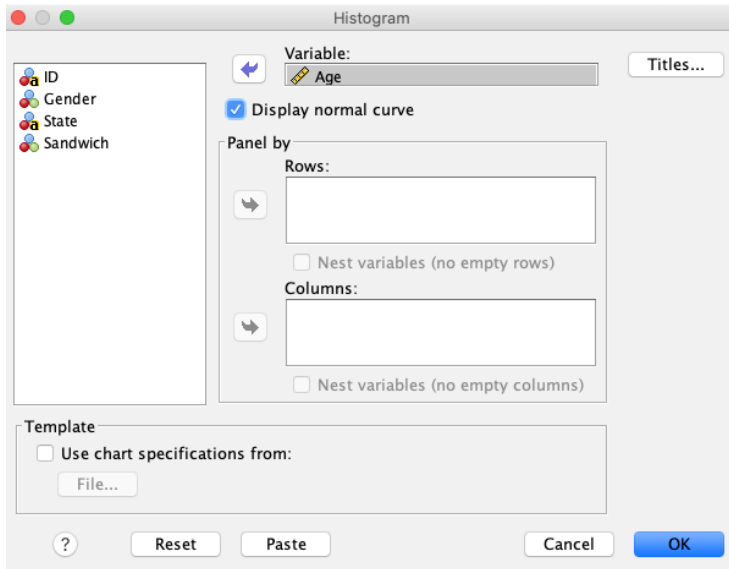 Histogram
Variable:
Age
Titles...
ID
Gender
State
Sandwich
Display normal curve
Panel by
Rows:
Nest variables (no empty rows)
Columns:
Nest variables (no empty columns)
Template
Use chart specifications from:
File...
?
Reset
Paste
Cancel
OK